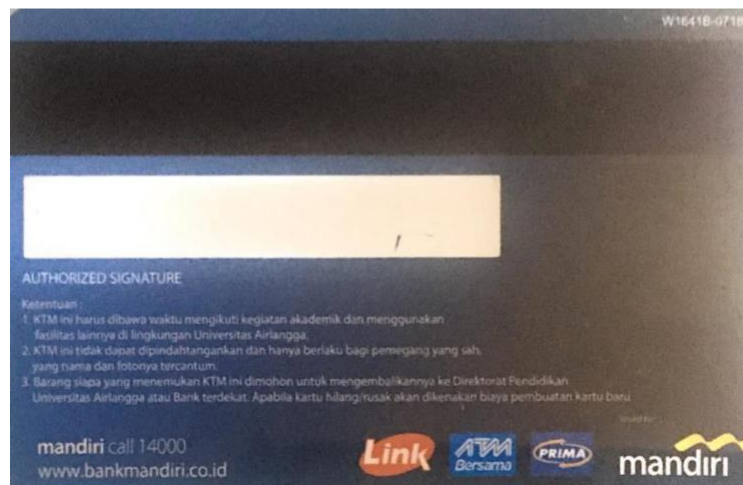 W1641B-0718
AUTHORIZED SIGNATURE
Ketentuan :
1. KTM ini harus dibawa waktu mengikuti kegiatan akademik dan menggunakan
fasilitas lainnya di lingkungan Universitas Airlangga.
2. KTM ini tidak dapat dipindahtangankan dan hanya berlaku bagi pemegang yang sah,
yang nama dan fotonya tercantum.
3. Barang siapa yang menemukan KTM ini dimohon untuk mengembalikannya ke Direktorat Pendidikan
Universitas Airlangga atau Bank terdekat. Apabila kartu hilang/rusak akan dikenakan biaya pembuatan kartu baru
mandiri call 14000
www.bankmandiri.co.id
Link
ATM
Bersama
PRIMA
mandiri